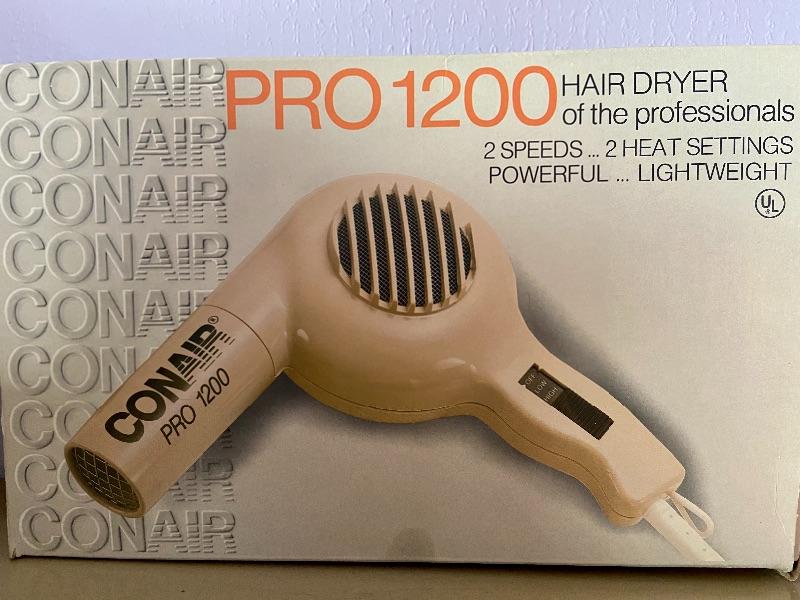 CONAIR
CONAIR
CONAIR
CONAIR
CONAIR
CONAIR
CONAIR
CONAIR
CONAIR
PRO 1200
HAIR DRYER
of the professionals
2 SPEEDS ... 2 HEAT SETTINGS
POWERFUL ... LIGHTWEIGHT
UL
CONAIR®
PRO 1200
OFF
LOW
HIGH